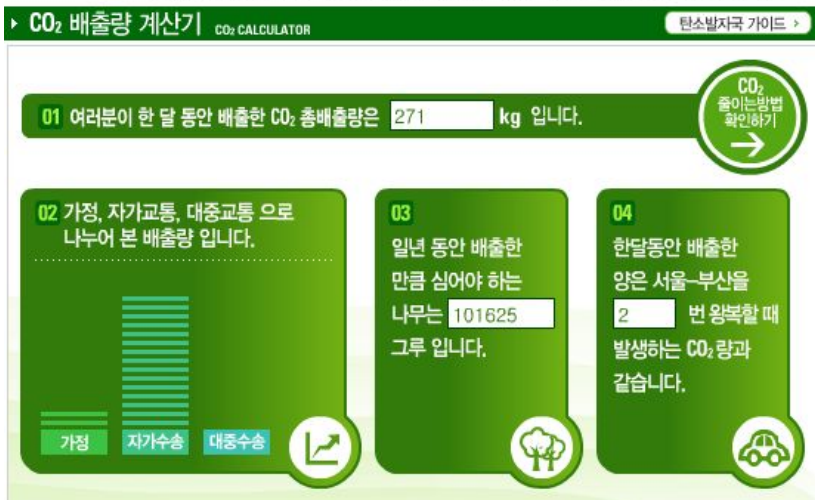 CO₂ 배출량 계산기 CO₂ CALCULATOR
탄소발자국 가이드 >
01 여러분이 한 달 동안 배출한 CO₂ 총배출량은 271 kg 입니다.
CO₂
줄이는방법
확인하기
02 가정, 자가교통, 대중교통 으로
나누어 본 배출량 입니다.
가정 자가수송 대중수송
03
일년 동안 배출한
만큼 심어야 하는
나무는 101625
그루 입니다.
04
한달동안 배출한
양은 서울-부산을
2 번 왕복할 때
발생하는 CO₂량과
같습니다.